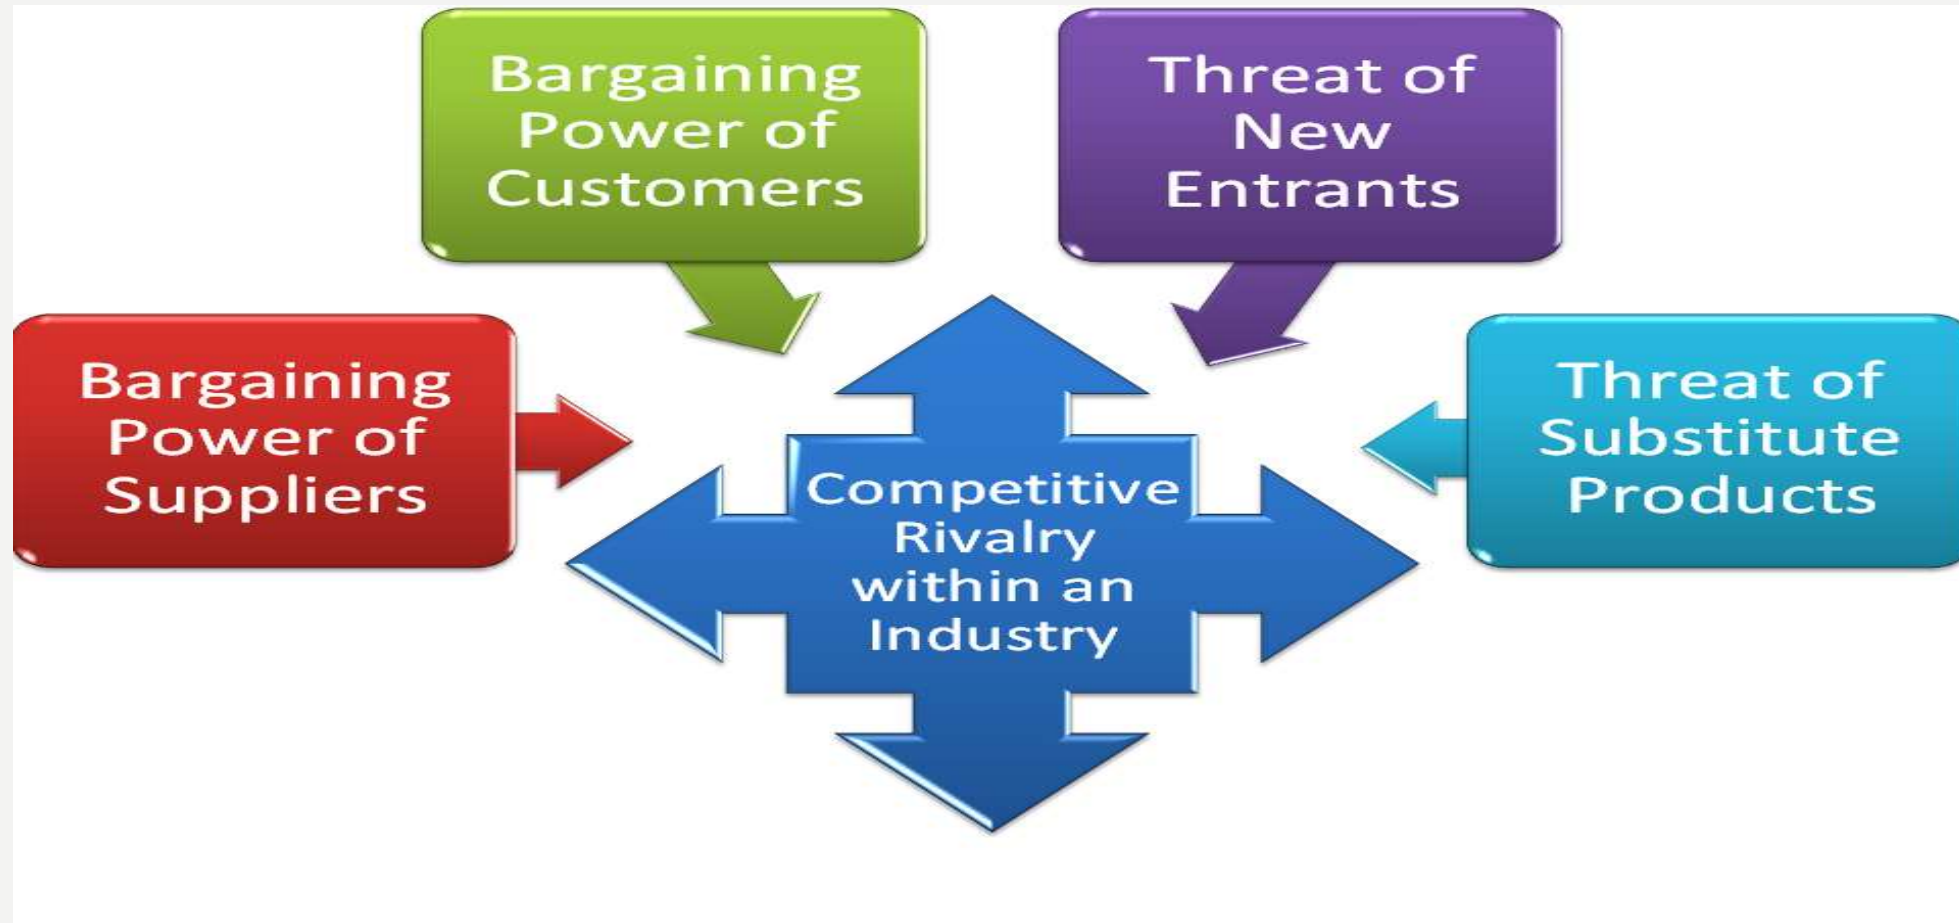 Bargaining
Power of
Customers
Threat of
New
Entrants
Bargaining
Power of
Suppliers
Threat of
Substitute
Products
Competitive
Rivalry
within an
Industry